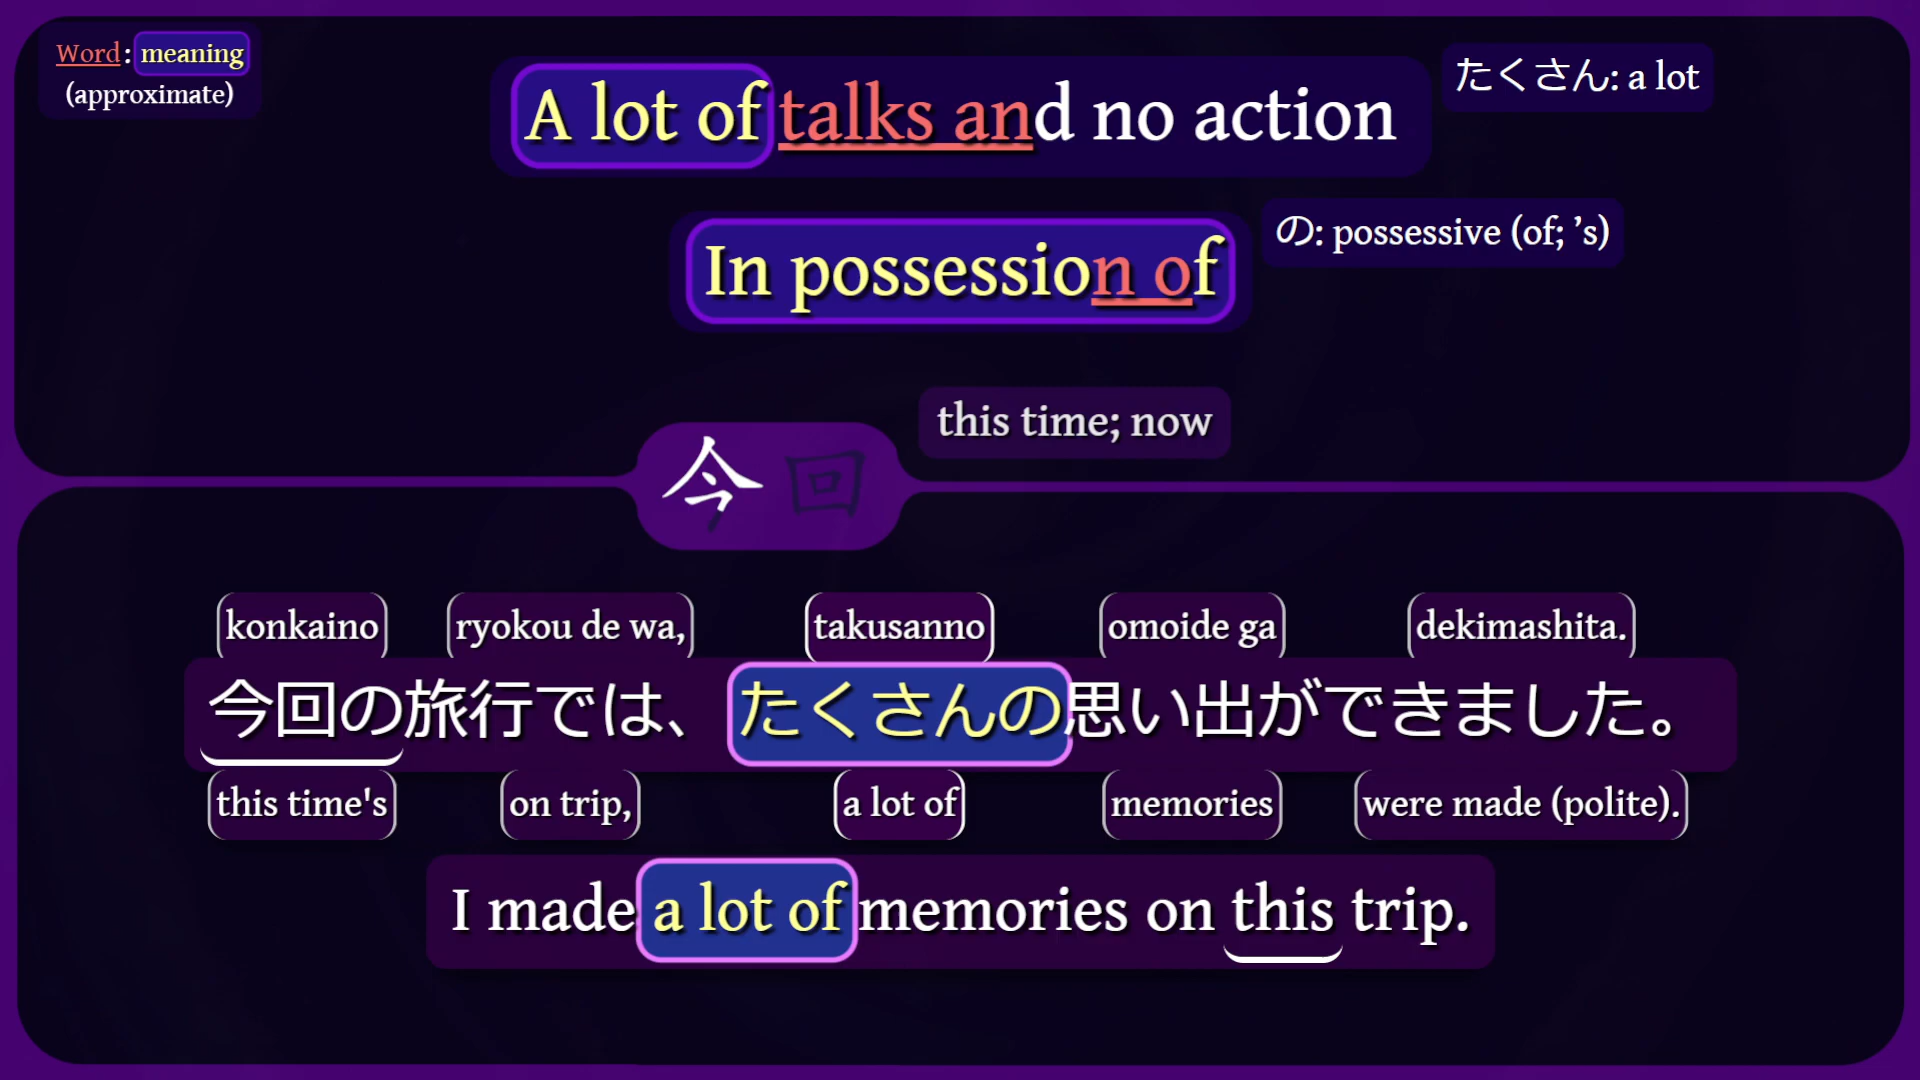 Word: meaning
(approximate)
A lot of talks and no action
たくさん: a lot
In possession of
の: possessive (of; ’s)
this time; now
今回
konkaino ryokou de wa, takusanno omoide ga dekimashita.
今回の旅行では、たくさんの思い出ができました。
this time's on trip, a lot of memories were made (polite).
I made a lot of memories on this trip.